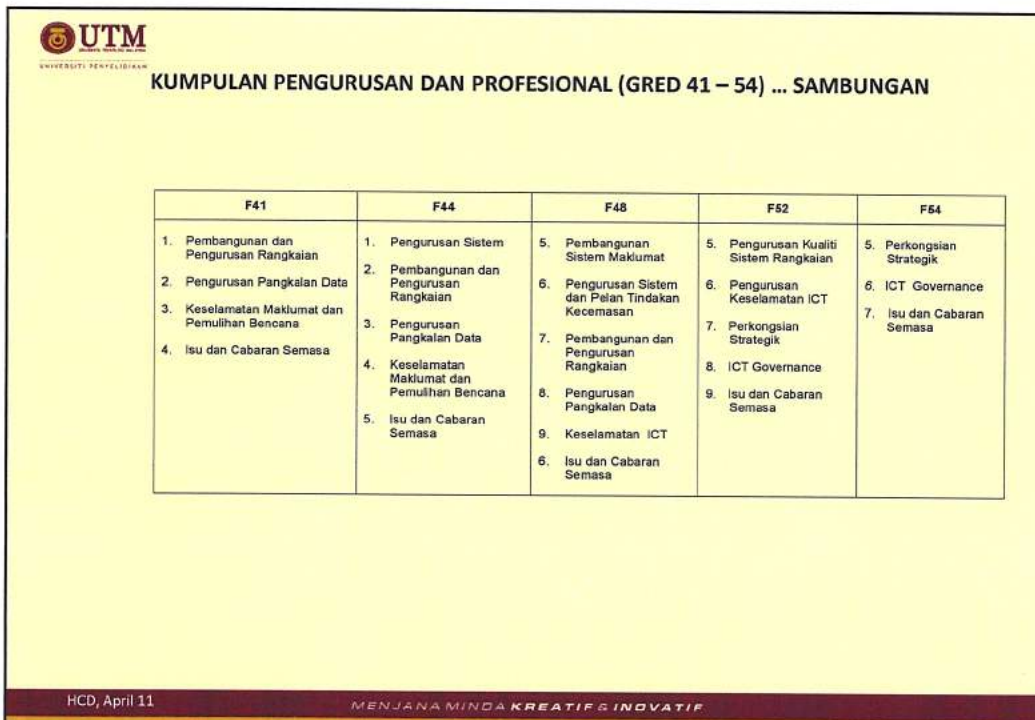 UTM
UNIVERSITI TEKNOLOGI MALAYSIA
UNIVERSITI PENYELIDIKAN
KUMPULAN PENGURUSAN DAN PROFESIONAL (GRED 41 – 54) ... SAMBUNGAN
F41
1. Pembangunan dan
Pengurusan Rangkaian
2. Pengurusan Pangkalan Data
3. Keselamatan Maklumat dan
Pemulihan Bencana
4. Isu dan Cabaran Semasa
F44
1. Pengurusan Sistem
2. Pembangunan dan
Pengurusan
Rangkaian
3. Pengurusan
Pangkalan Data
4. Keselamatan
Maklumat dan
Pemulihan Bencana
5. Isu dan Cabaran
Semasa
F48
5. Pembangunan
Sistem Maklumat
6. Pengurusan Sistem
dan Pelan Tindakan
Kecemasan
7. Pembangunan dan
Pengurusan
Rangkaian
8. Pengurusan
Pangkalan Data
9. Keselamatan ICT
6. Isu dan Cabaran
Semasa
F52
5. Pengurusan Kualiti
Sistem Rangkaian
6. Pengurusan
Keselamatan ICT
7. Perkongsian
Strategik
8. ICT Governance
9. Isu dan Cabaran
Semasa
F54
5. Perkongsian
Strategik
6. ICT Governance
7. Isu dan Cabaran
Semasa
HCD, April 11
MENJANA MINDA KREATIF & INOVATIF